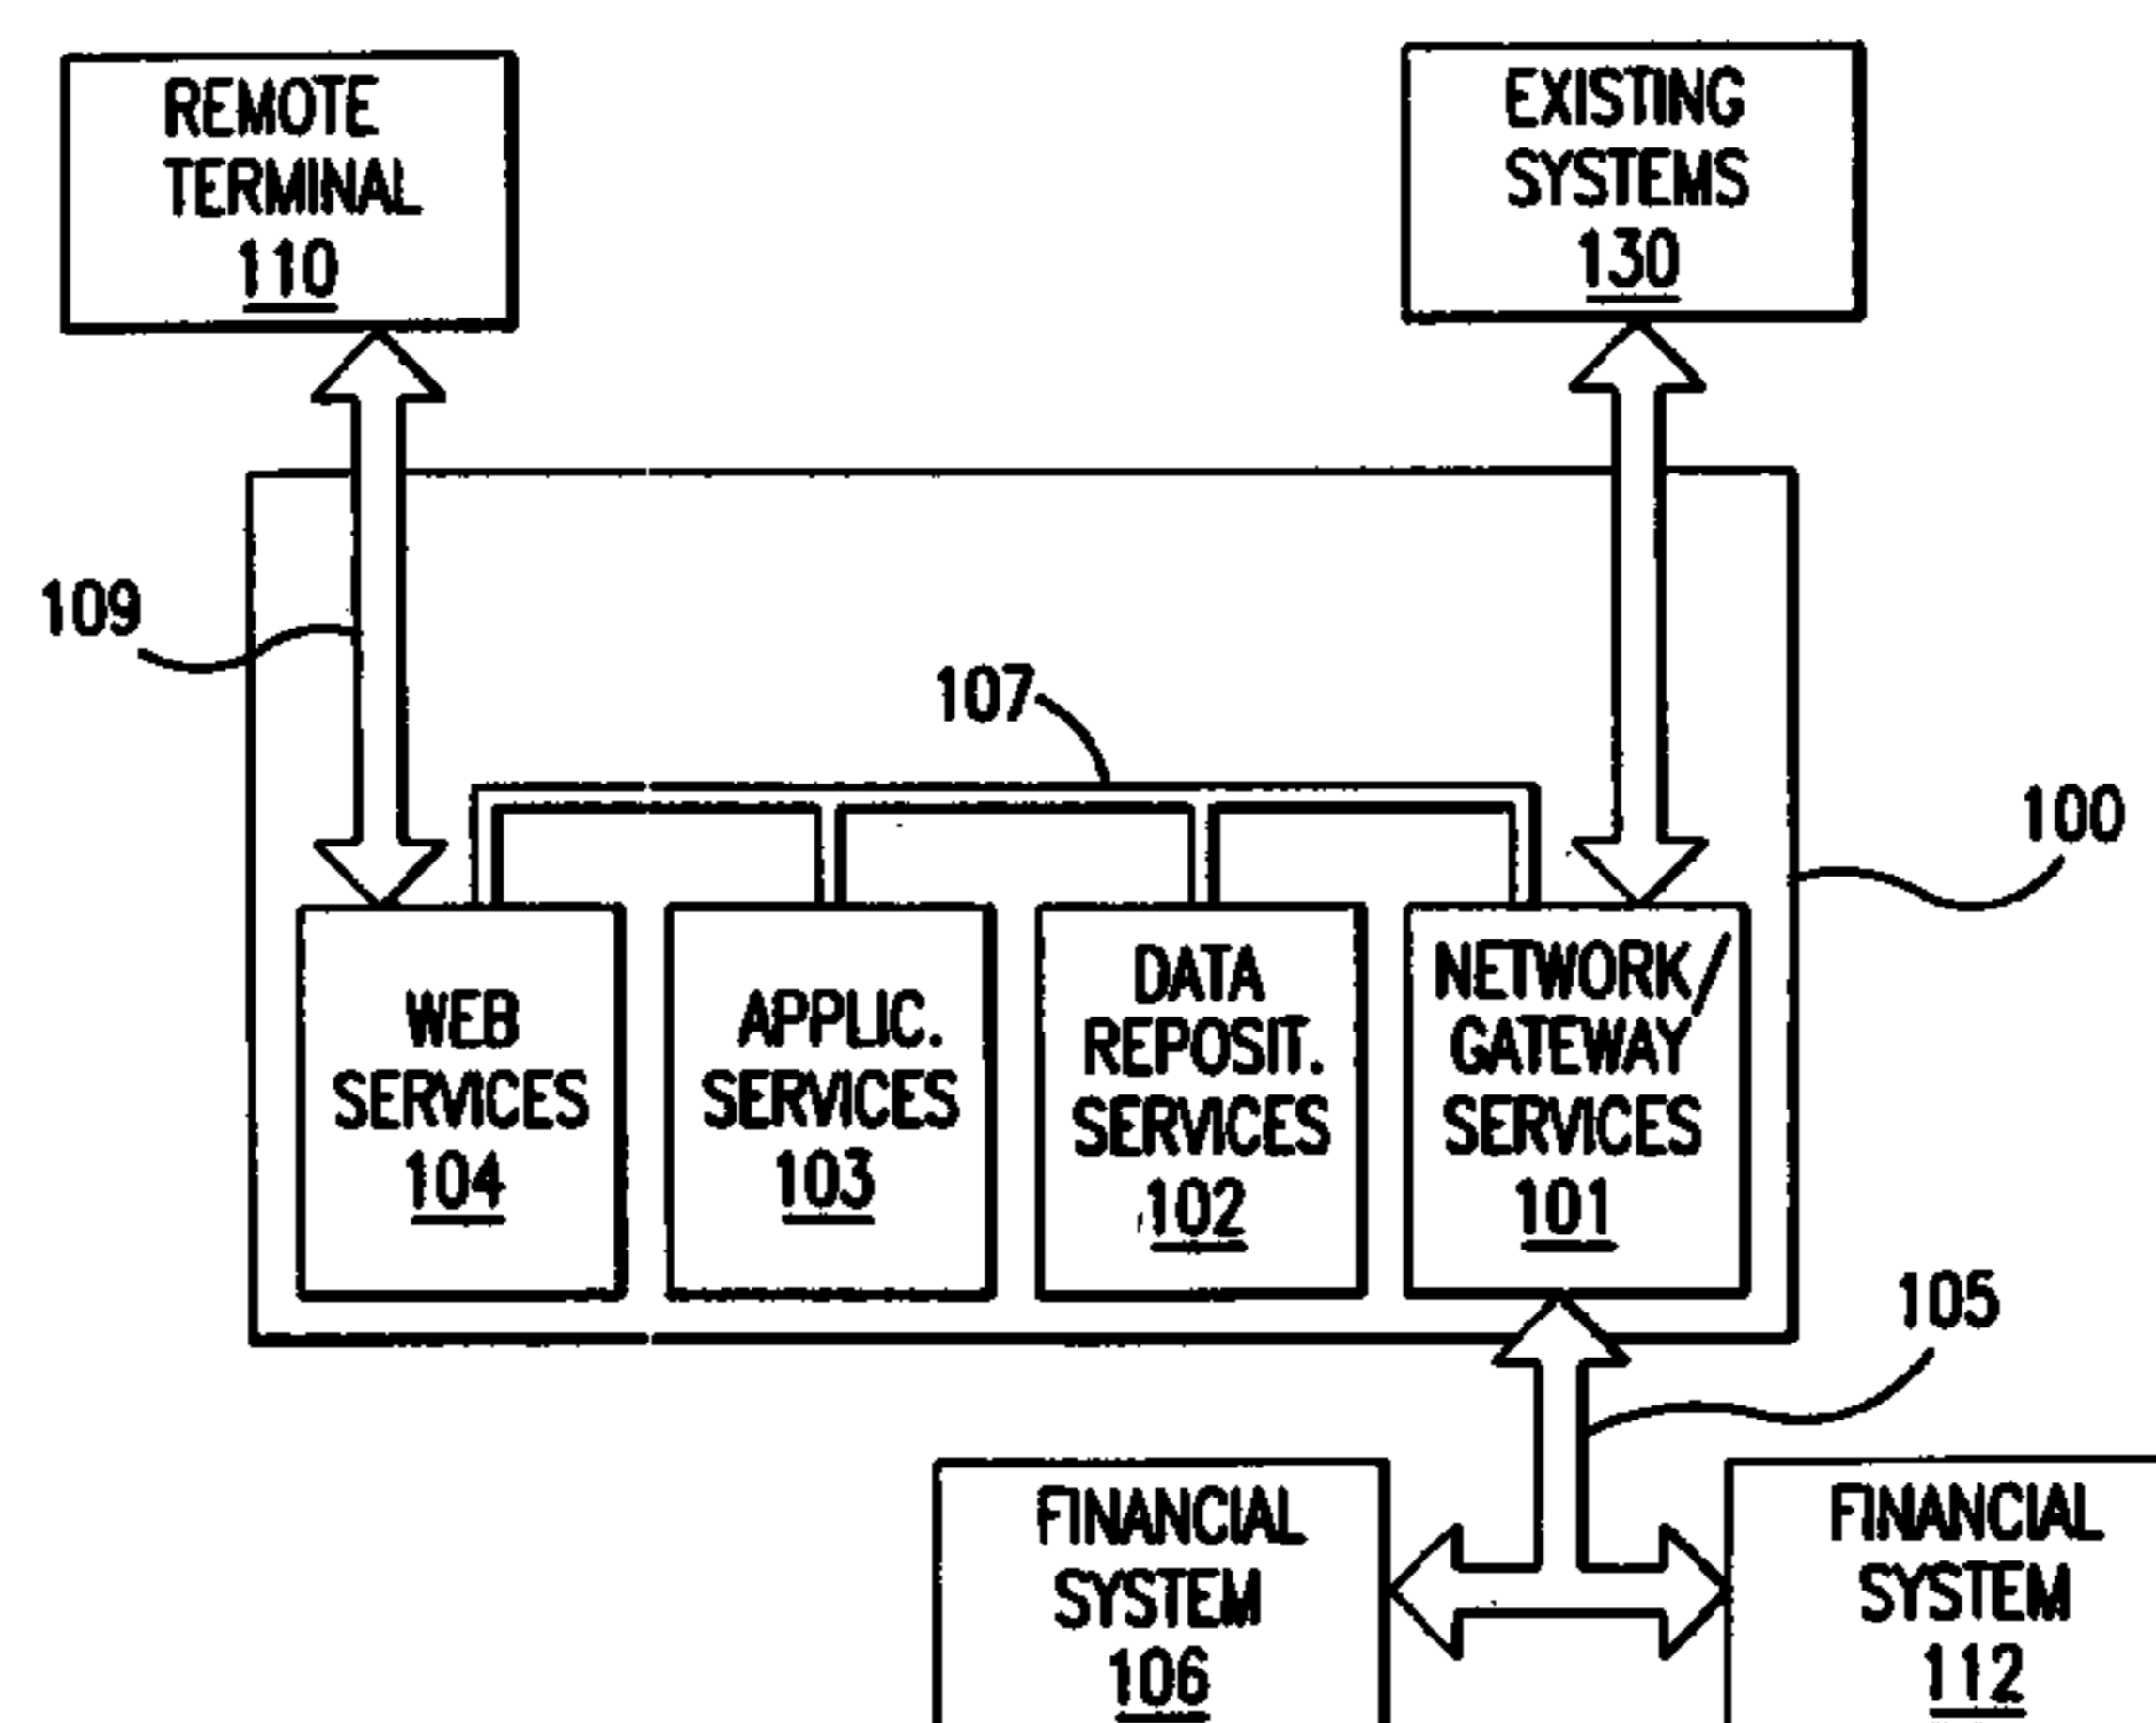 REMOTE
TERMINAL
110
EXISTING
SYSTEMS
130
109
107
100
WEB
SERVICES
104
APPLIC.
SERVICES
103
DATA
REPOSIT.
SERVICES
102
NETWORK/
GATEWAY
SERVICES
101
105
FINANCIAL
SYSTEM
106
FINANCIAL
SYSTEM
112